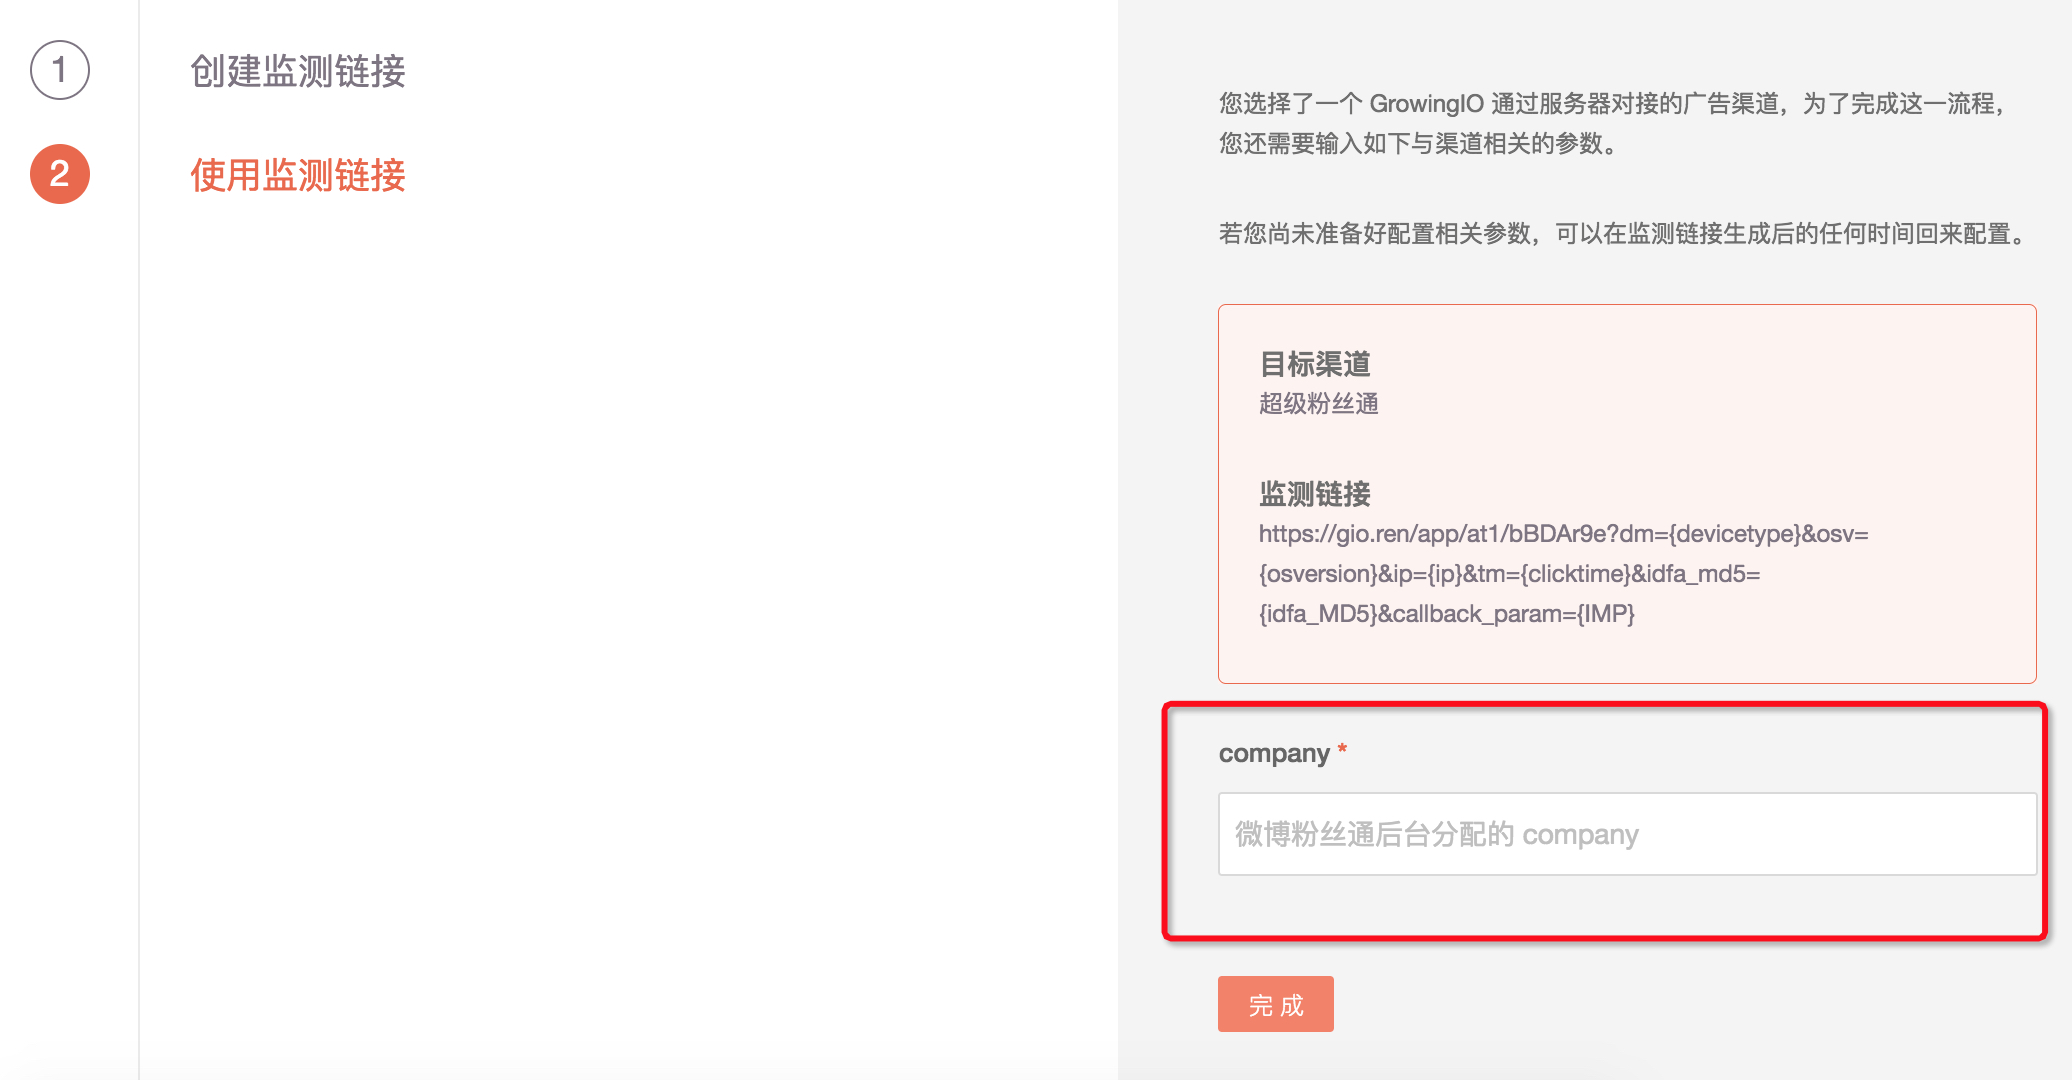 1
创建监测链接
2
使用监测链接
您选择了一个 GrowingIO 通过服务器对接的广告渠道，为了完成这一流程，
您还需要输入如下与渠道相关的参数。
若您尚未准备好配置相关参数，可以在监测链接生成后的任何时间回来配置。
目标渠道
超级粉丝通
监测链接
https://gio.ren/app/at1/bBDAr9e?dm={devicetype}&osv=
{osversion}&ip={ip}&tm={clicktime}&idfa_md5=
{idfa_MD5}&callback_param={IMP}
company *
微博粉丝通后台分配的 company
完 成